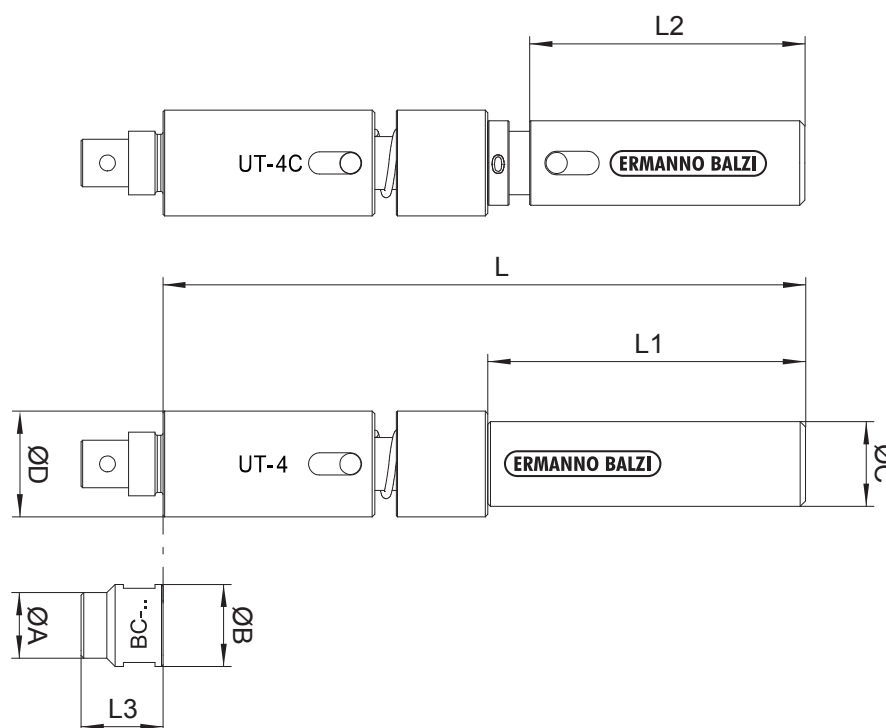 L2
UT-4C
ERMANNO BALZI
L
L1
ØD
UT-4
ERMANNO BALZI
ØC
ØA
BC-..
ØB
L3